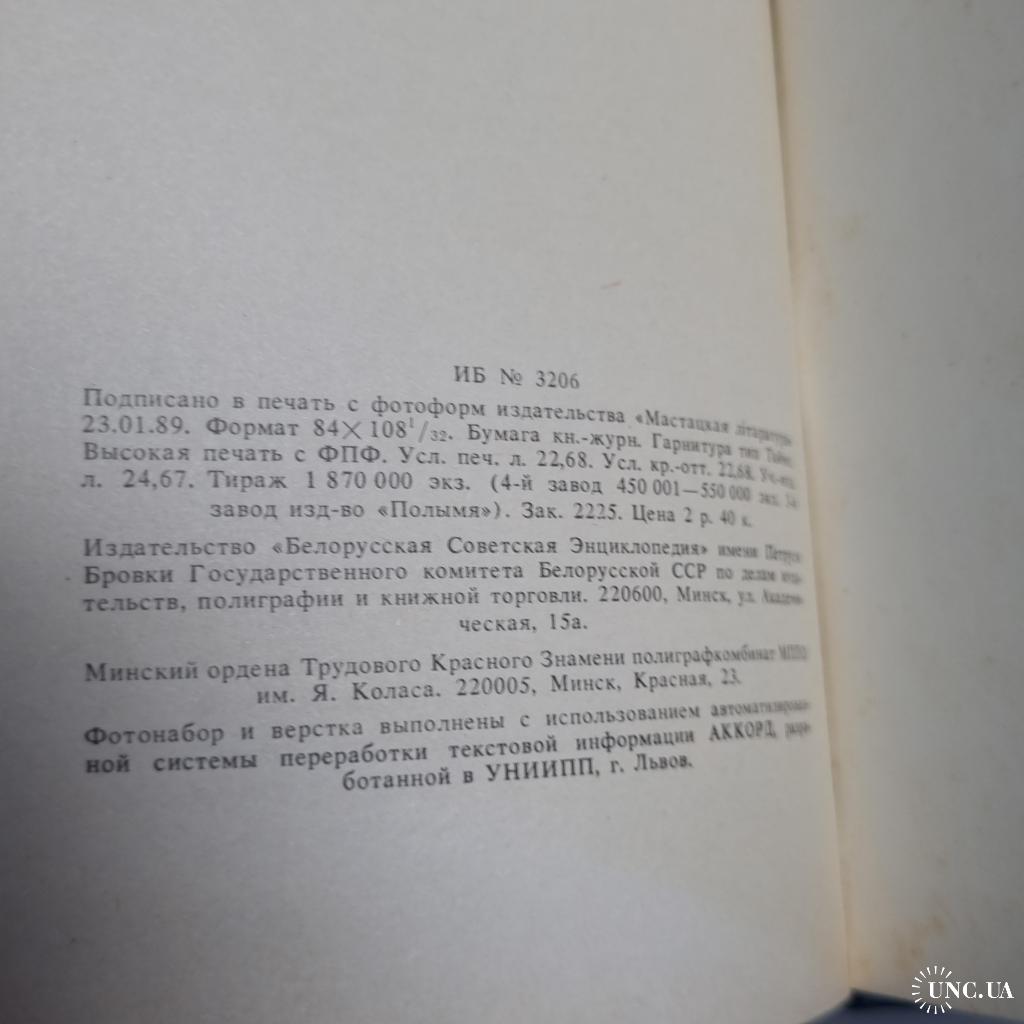 ИБ № 3206
Подписано в печать с фотоформ издательства «Мастацкая літаратура»
23.01.89. Формат 84×108¹/₃₂. Бумага кн.-журн. Гарнитура тип Таймс.
Высокая печать с ФПФ. Усл. печ. л. 22,68. Усл. кр.-отт. 22,68. Уч.-изд.
л. 24,67. Тираж 1 870 000 экз. (4-й завод 450 001—550 000 экз.
завод изд-во «Полымя»). Зак. 2225. Цена 2 р. 40 к.
Издательство «Белорусская Советская Энциклопедия» имени Петруся
Бровки Государственного комитета Белорусской ССР по делам изда-
тельств, полиграфии и книжной торговли. 220600, Минск, ул. Академи-
ческая, 15а.
Минский ордена Трудового Красного Знамени полиграфкомбинат МППО
им. Я. Коласа. 220005, Минск, Красная, 23.
Фотонабор и верстка выполнены с использованием автоматизирован-
ной системы переработки текстовой информации АККОРД, разра-
ботанной в УНИИПП, г. Львов.
UNC.UA